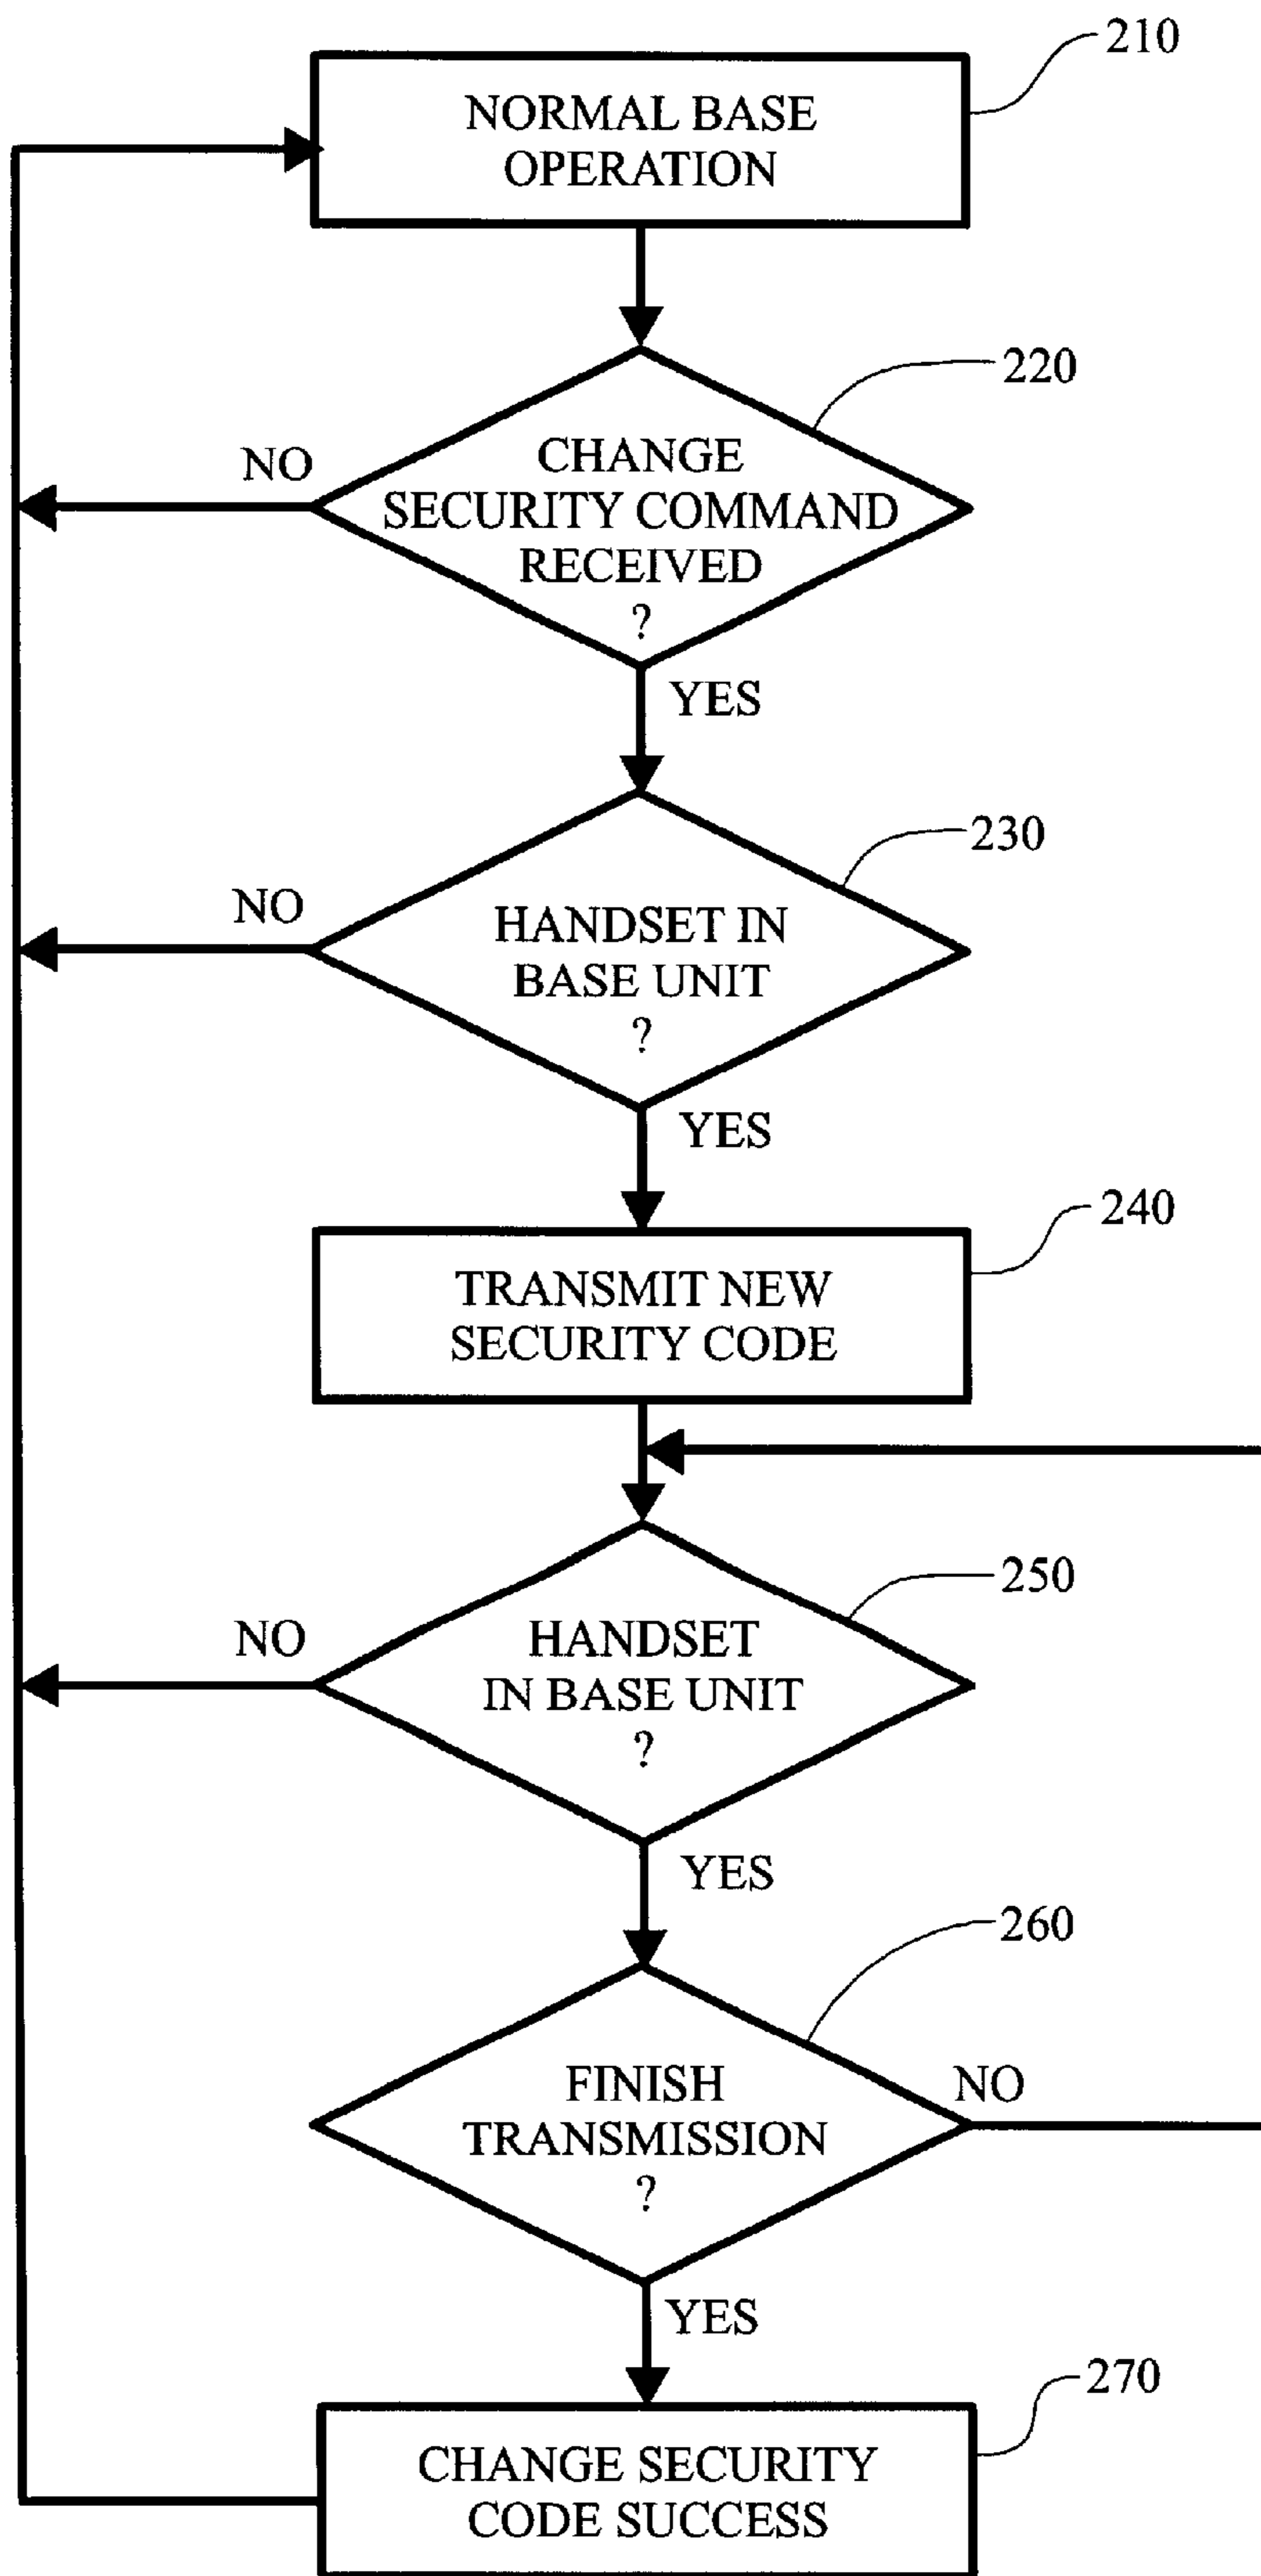 210
NORMAL BASE
OPERATION
220
NO
CHANGE
SECURITY COMMAND
RECEIVED
?
YES
230
NO
HANDSET IN
BASE UNIT
?
YES
240
TRANSMIT NEW
SECURITY CODE
250
NO
HANDSET
IN BASE UNIT
?
YES
260
FINISH
NO
TRANSMISSION
?
YES
270
CHANGE SECURITY
CODE SUCCESS